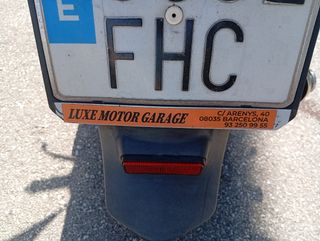 E
FHC
LUXE MOTOR GARAGE
C/ ARENYS, 40
08035 BARCELONA
93 250 99 55